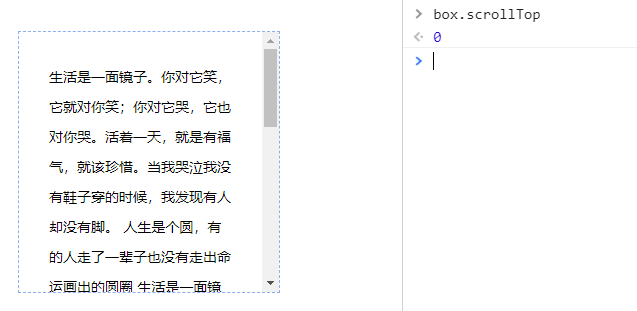 生活是一面镜子。你对它笑，
它就对你笑；你对它哭，它也
对你哭。活着一天，就是有福
气，就该珍惜。当我哭泣我没
有鞋子穿的时候，我发现有人
却没有脚。 人生是个圆，有
的人走了一辈子也没有走出命
运画出的圆圈 生活是一面镜
box.scrollTop
0